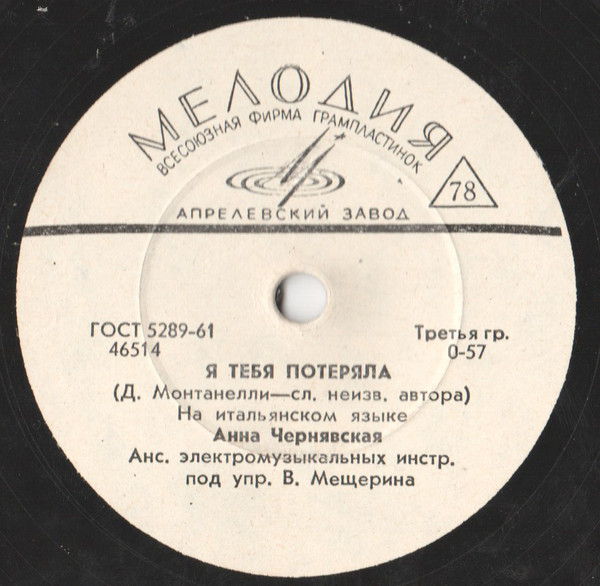 МЕЛОДИЯ
ВСЕСОЮЗНАЯ ФИРМА ГРАМПЛАСТИНОК
78
АПРЕЛЕВСКИЙ ЗАВОД
ГОСТ 5289-61 Третья гр.
46514 0-57
Я ТЕБЯ ПОТЕРЯЛА
(Д. Монтанелли—сл. неизв. автора)
На итальянском языке
Анна Чернявская
Анс. электромузыкальных инстр.
под упр. В. Мещерина